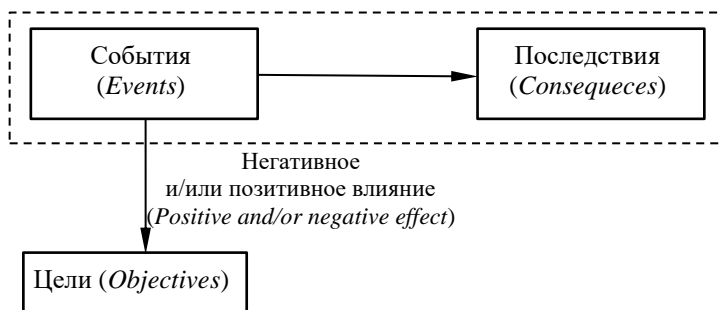 События
(Events)
Последствия
(Consequeces)
Негативное
и/или позитивное влияние
(Positive and/or negative effect)
Цели (Objectives)